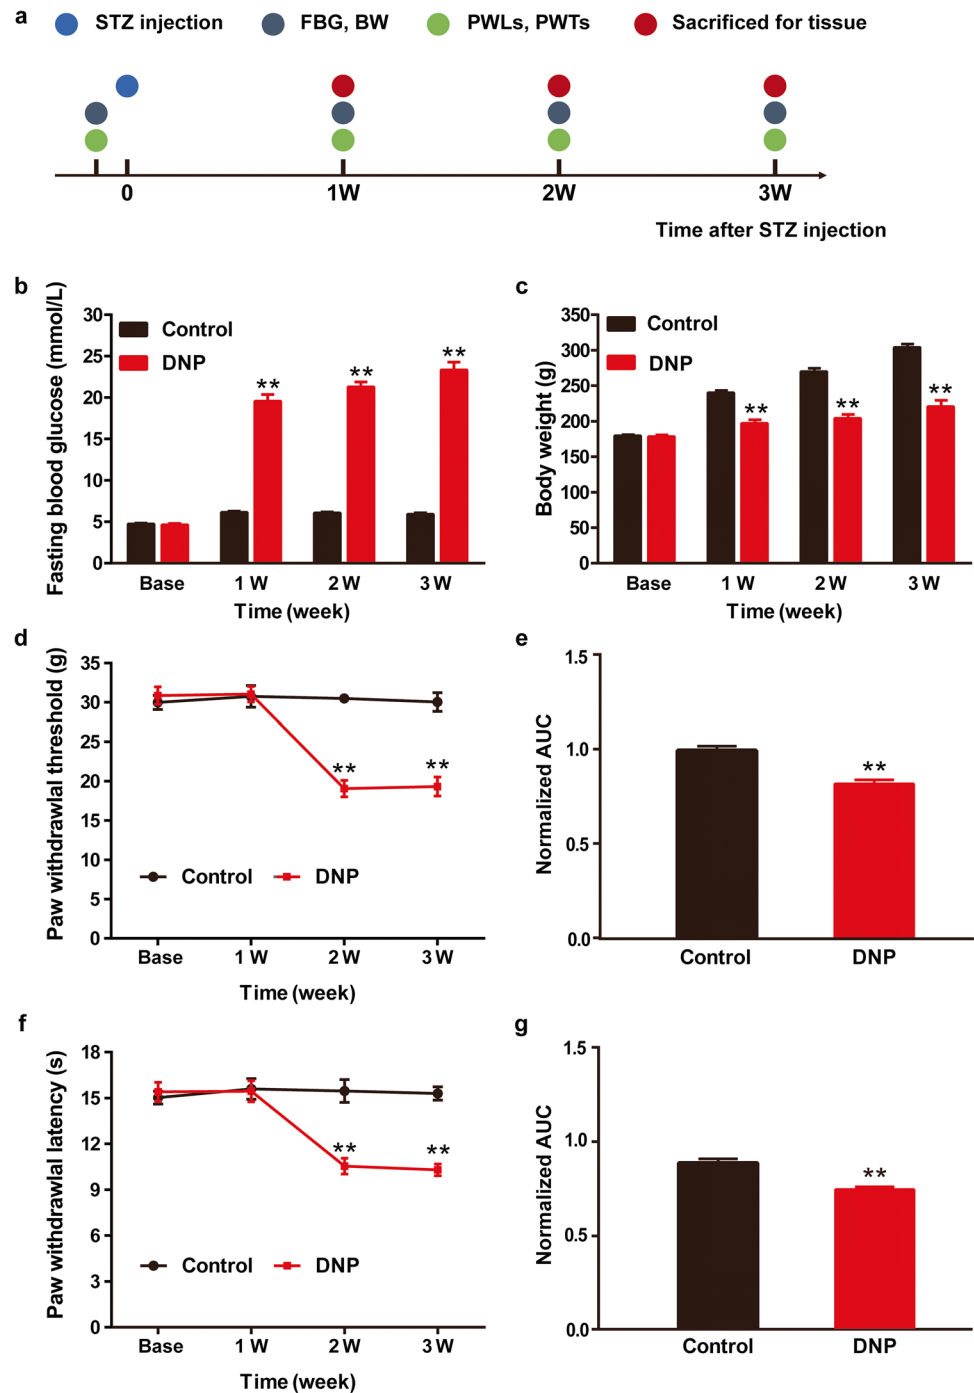 a
STZ injection
FBG, BW
PWLs, PWTs
Sacrificed for tissue
0
1W
2W
3W
Time after STZ injection
b
Fasting blood glucose (mmol/L)
30
25
20
15
10
5
0
Control
DNP
**
**
**
Base
1 W
2 W
3 W
Time (week)
c
Body weight (g)
350
300
250
200
150
100
50
0
Control
DNP
**
**
**
Base
1 W
2 W
3 W
Time (week)
d
Paw withdrawlal threshold (g)
35
30
25
20
15
10
5
0
**
**
Control
DNP
Base
1 W
2 W
3 W
Time (week)
e
Normalized AUC
1.5
1.0
0.5
0.0
**
Control
DNP
f
Paw withdrawlal latency (s)
18
15
12
9
6
3
0
**
**
Control
DNP
Base
1 W
2 W
3 W
Time (week)
g
Normalized AUC
1.5
1.0
0.5
0.0
**
Control
DNP